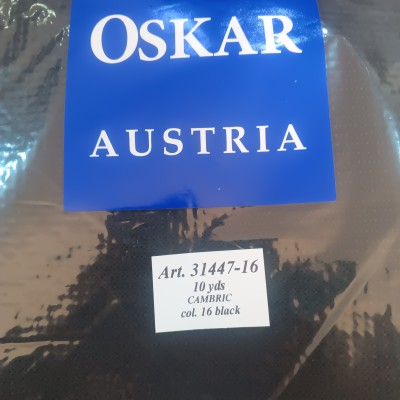 OSKAR
AUSTRIA
Art. 31447-16
10 yds
CAMBRIC
col. 16 black